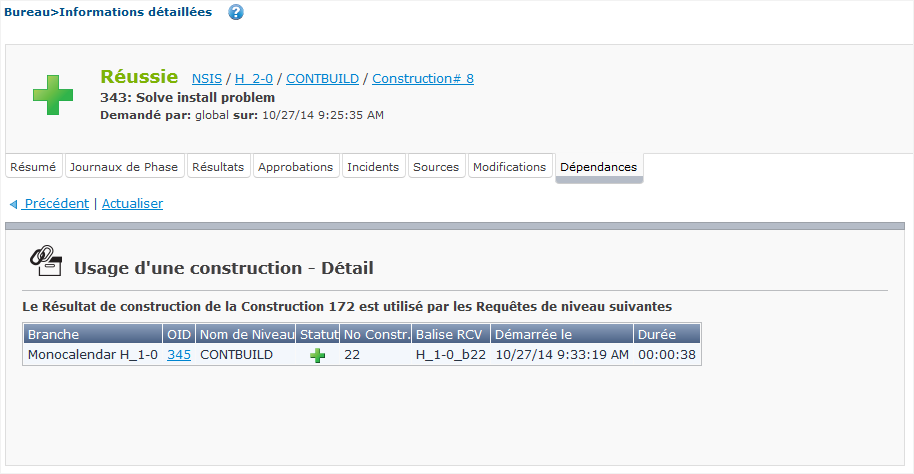 Bureau>Informations détaillées ?
Réussie NSIS / H_2-0 / CONTBUILD / Construction# 8
343: Solve install problem
Demandé par: global sur: 10/27/14 9:25:35 AM
Résumé Journaux de Phase Résultats Approbations Incidents Sources Modifications Dépendances
Précédent | Actualiser
Usage d'une construction - Détail
Le Résultat de construction de la Construction 172 est utilisé par les Requêtes de niveau suivantes
Branche OID Nom de Niveau Statut No Constr. Balise RCV Démarrée le Durée
Monocalendar H_1-0 345 CONTBUILD 22 H_1-0_b22 10/27/14 9:33:19 AM 00:00:38